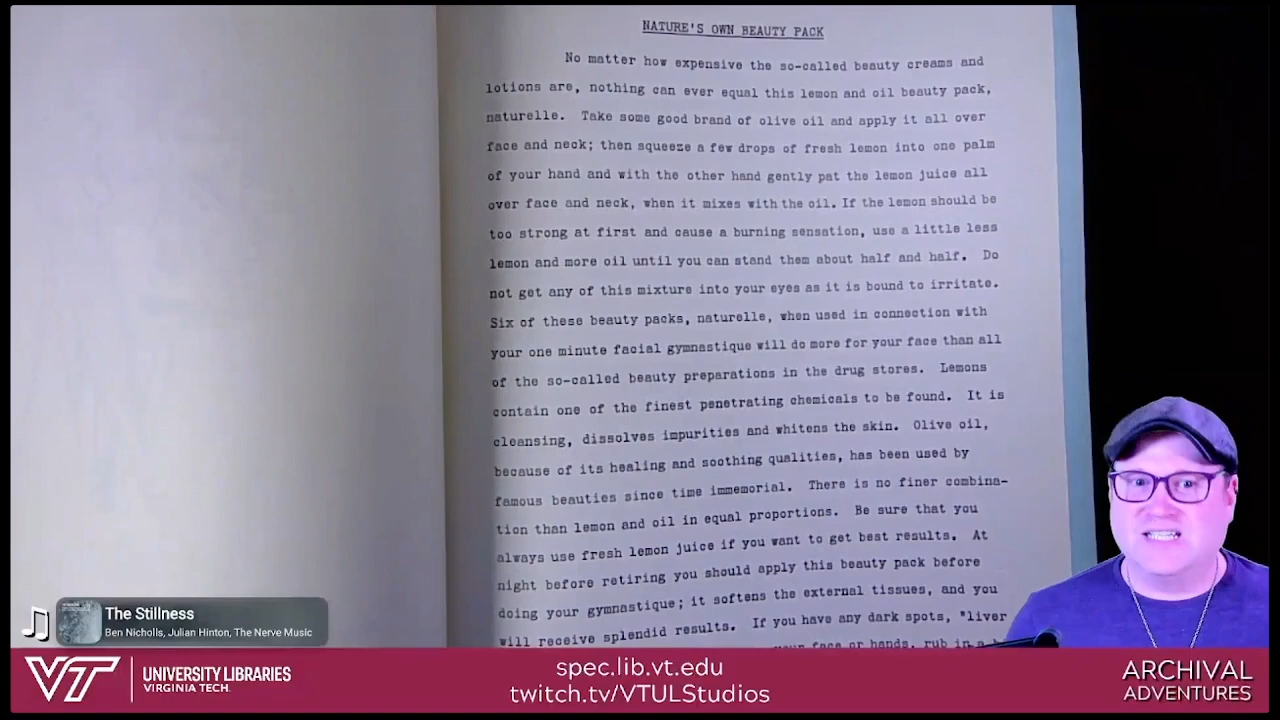 NATURE'S OWN BEAUTY PACK
No matter how expensive the so-called beauty creams and
lotions are, nothing can ever equal this lemon and oil beauty pack,
naturelle. Take some good brand of olive oil and apply it all over
face and neck; then squeeze a few drops of fresh lemon into one palm
of your hand and with the other hand gently pat the lemon juice all
over face and neck, when it mixes with the oil. If the lemon should be
too strong at first and cause a burning sensation, use a little less
lemon and more oil until you can stand them about half and half. Do
not get any of this mixture into your eyes as it is bound to irritate.
Six of these beauty packs, naturelle, when used in connection with
your one minute facial gymnastique will do more for your face than all
of the so-called beauty preparations in the drug stores. Lemons
contain one of the finest penetrating chemicals to be found. It is
cleansing, dissolves impurities and whitens the skin. Olive oil,
because of its healing and soothing qualities, has been used by
famous beauties since time immemorial. There is no finer combina-
tion than lemon and oil in equal proportions. Be sure that you
always use fresh lemon juice if you want to get best results. At
night before retiring you should apply this beauty pack before
doing your gymnastique; it softens the external tissues, and you
will receive splendid results. If you have any dark spots, "liver
your face or hands, rub in
The Stillness
Ben Nicholls, Julian Hinton, The Nerve Music
VT
UNIVERSITY LIBRARIES
VIRGINIA TECH.
spec.lib.vt.edu
twitch.tv/VTULStudios
ARCHIVAL
ADVENTURES